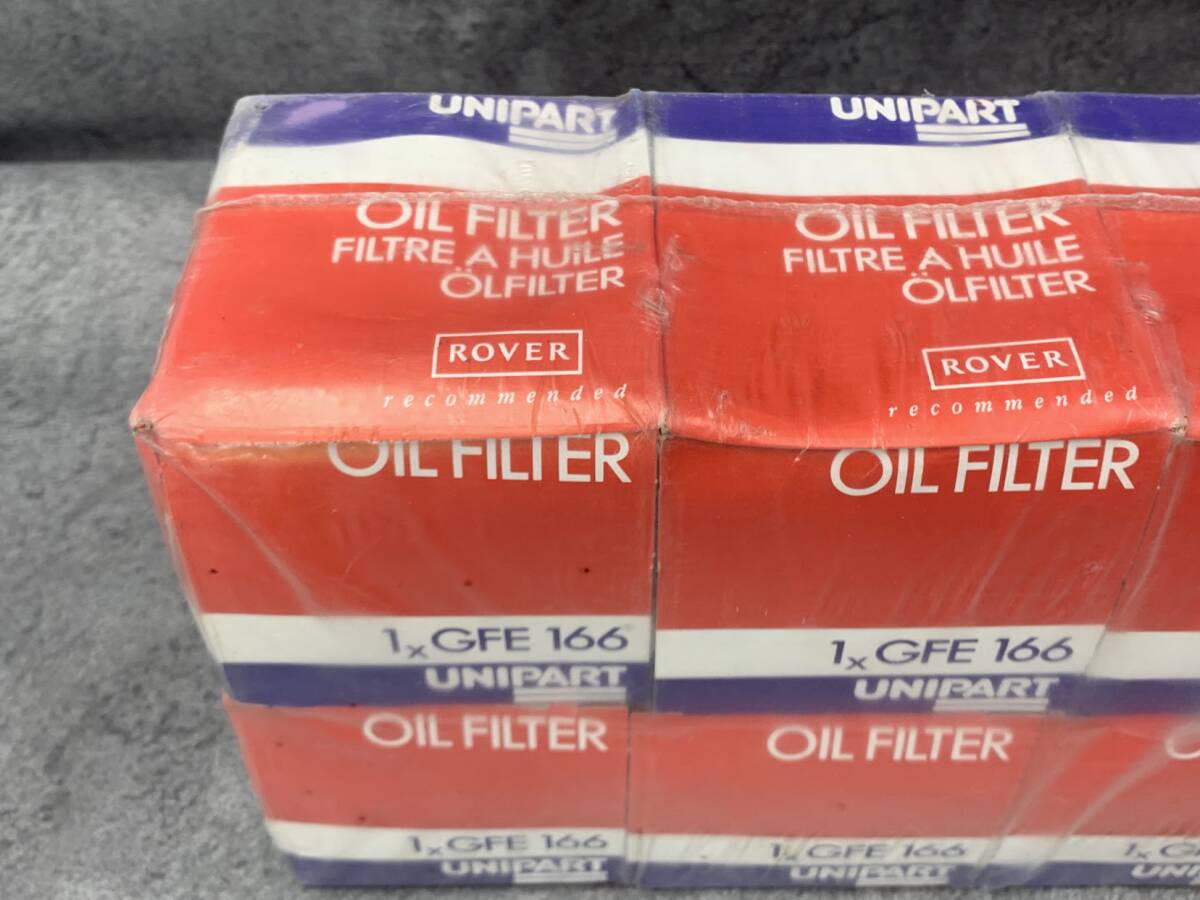 UNIPART
OIL FILTER
FILTRE A HUILE
ÖLFILTER
ROVER
recommended
OIL FILTER
1x GFE 166
UNIPART
UNIPART
OIL FILTER
FILTRE A HUILE
ÖLFILTER
ROVER
recommended
OIL FILTER
1x GFE 166
UNIPART
OIL FILTER
1x GFE 166
UNIPART
OIL FILTER
1x GFE 166
UNIPART
1x
UNIPART